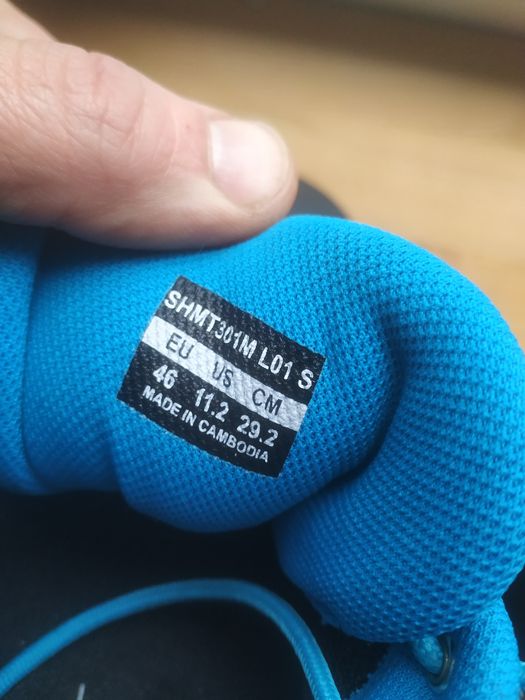 SHMT301M L01 S
EU US CM
46 11.2 29.2
MADE IN CAMBODIA